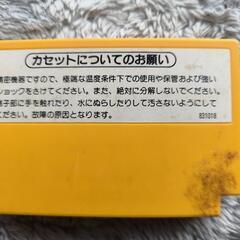 カセットについてのお願い
密機器ですので、極端な温度条件下での使用や保管および強い
ョックをさけてください。また、絶対に分解しないでください。
子部に手を触れたり、水にぬらしたりして汚さないようにして
ださい。故障の原因となります。
831018